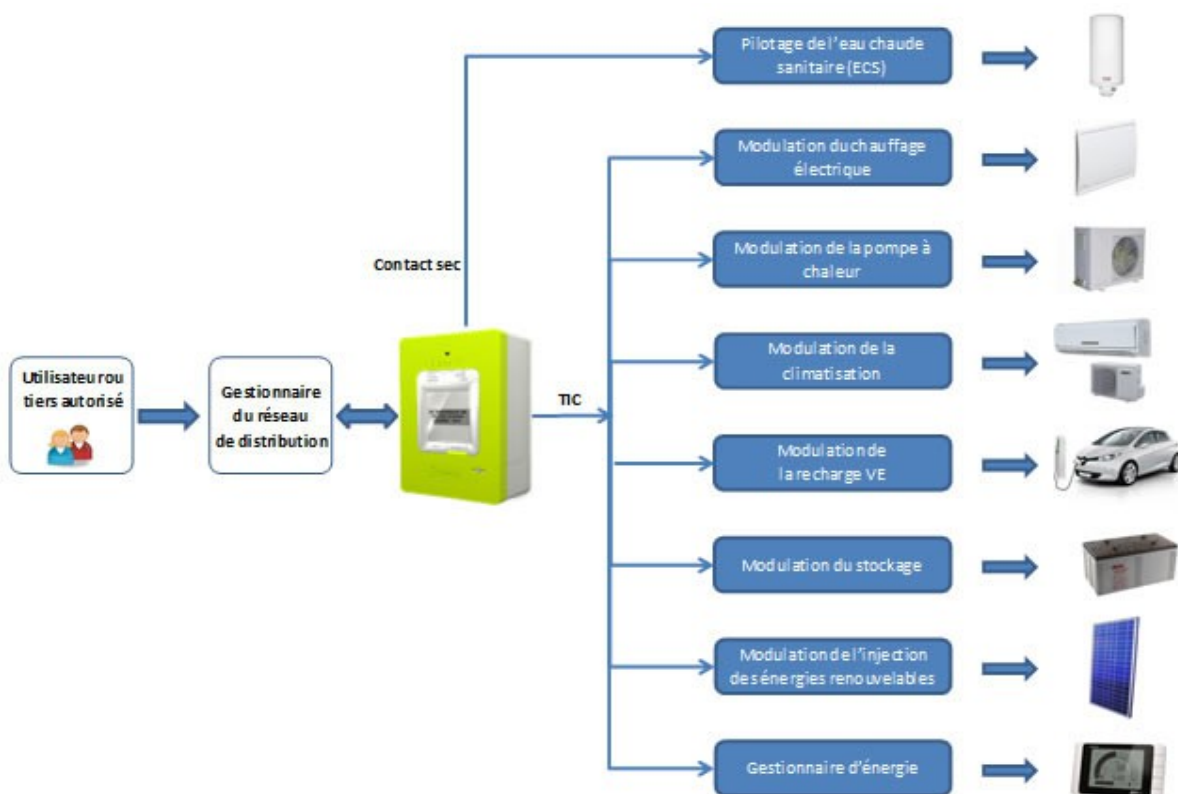 Pilotage de l'eau chaude
sanitaire (ECS)
Modulation du chauffage
électrique
Modulation de la pompe à
chaleur
Contact sec
Modulation de la
climatisation
Utilisateur ou
tiers autorisé
Gestionnaire
du réseau
de distribution
TIC
Modulation de
la recharge VE
Modulation du stockage
Modulation de l'injection
des énergies renouvelables
Gestionnaire d'énergie